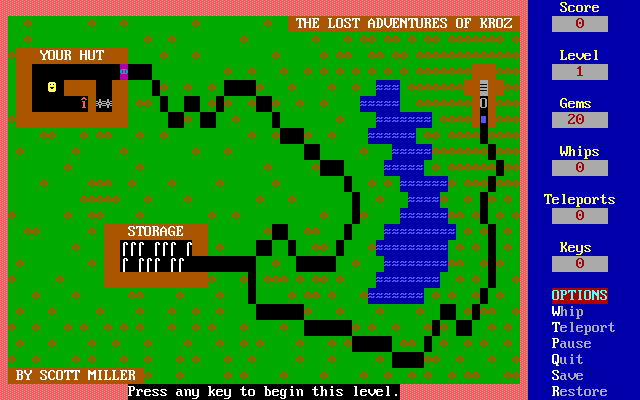 THE LOST ADVENTURES OF KROZ
YOUR HUT
STORAGE
BY SCOTT MILLER
Press any key to begin this level.
Score
0
Level
1
Gems
20
Whips
0
Teleports
0
Keys
0
OPTIONS
Whip
Teleport
Pause
Quit
Save
Restore